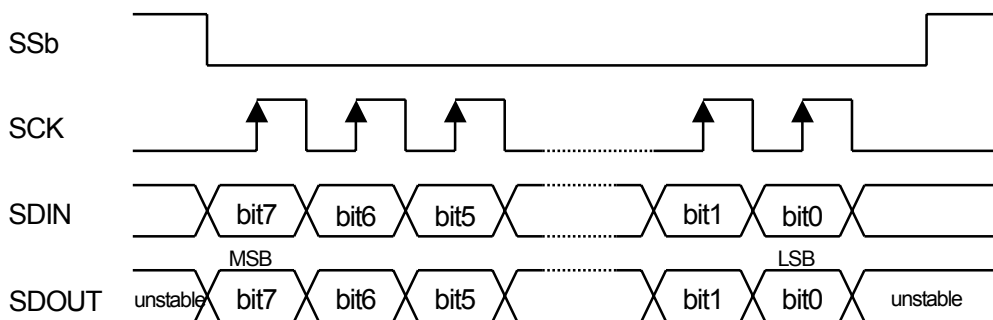 SSb
SCK
SDIN bit7 bit6 bit5 bit1 bit0
MSB LSB
SDOUT unstable bit7 bit6 bit5 bit1 bit0 unstable